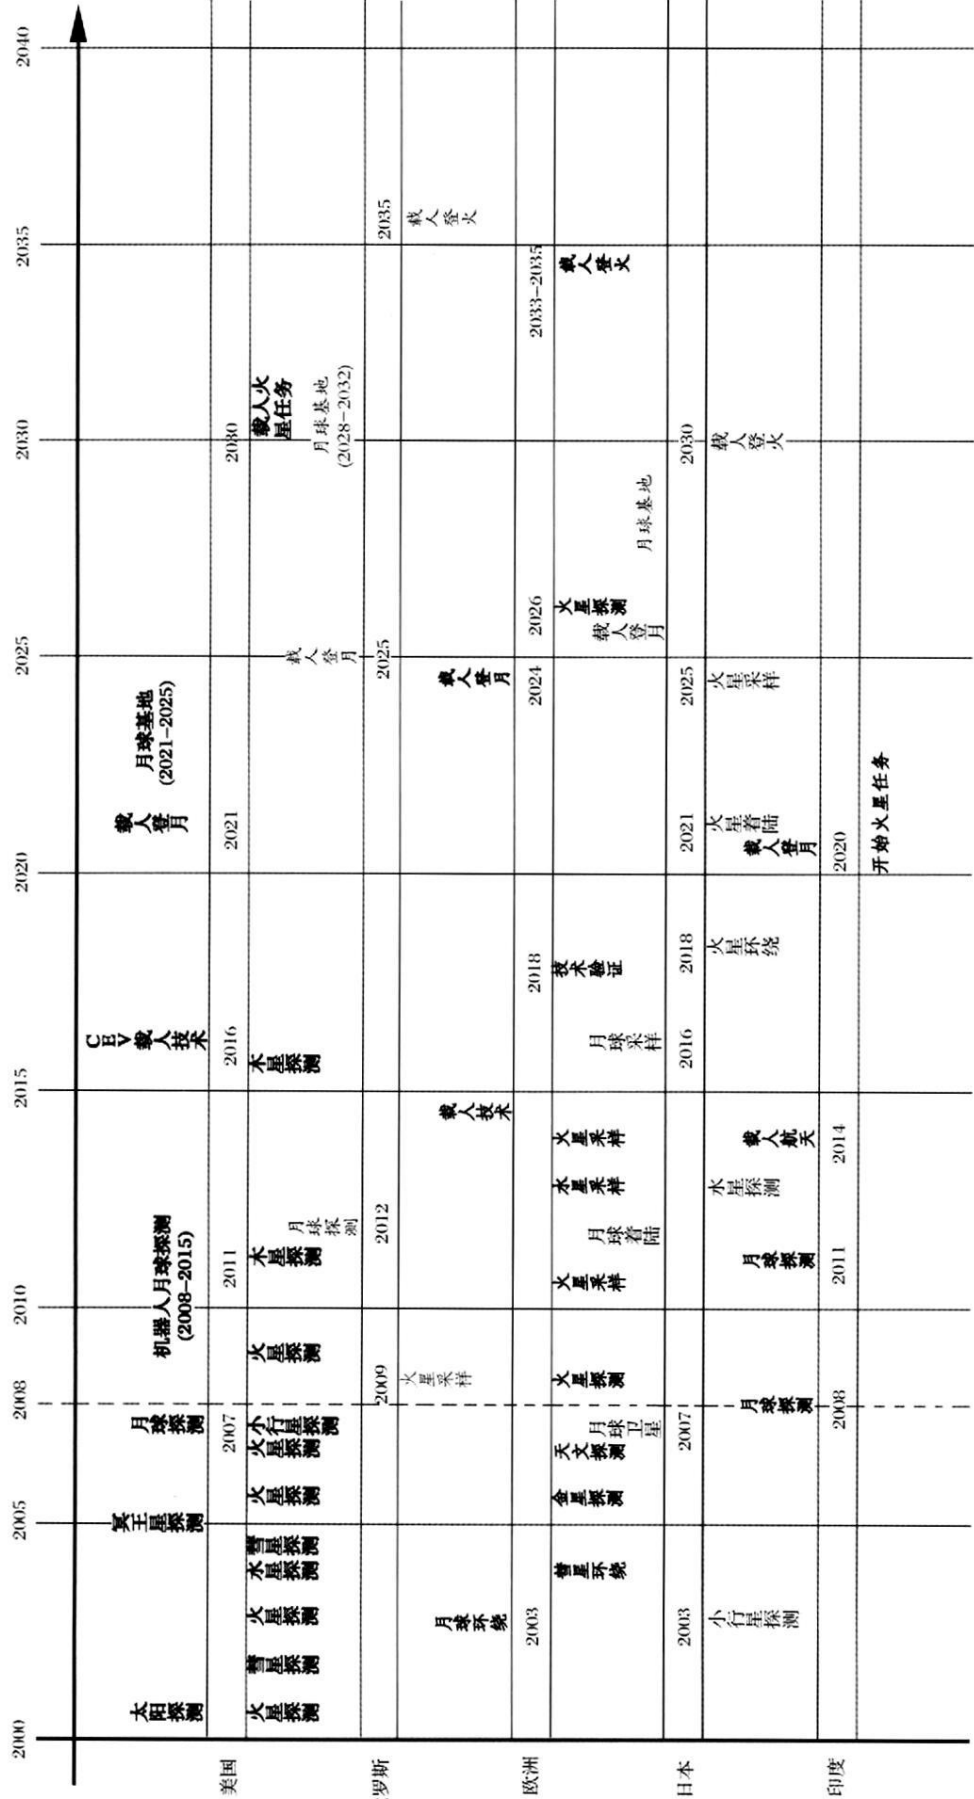 2000
2005
2008
2010
2015
2020
2025
2030
2035
2040
太阳探测
冥王星探测
月球探测
机器人月球探测
(2008–2015)
CEV载人技术
载人登月
月球基地
(2021–2025)
美国
2007
2011
2016
2021
2030
火星探测
彗星探测
火星探测
水星探测
彗星探测
火星探测
火星探测
小行星探测
火星探测
木星探测
木星探测
载人火
星任务
月球探测
载人登月
月球基地
(2028–2032)
罗斯
2009
2012
2025
2035
火星采样
载人登火
月球环绕
载人技术
载人登月
欧洲
2003
2018
2024
2026
2033–2035
彗星环绕
金星探测
天文探测
火星探测
火星采样
水星采样
火星采样
技术验证
火星探测
载人登火
月球卫星
月球着陆
月球采样
载人登月
月球基地
日本
2003
2007
2016
2018
2021
2025
2030
小行星探测
水星探测
火星环绕
火星着陆
火星采样
载人登火
月球探测
月球探测
载人航天
载人登月
印度
2008
2011
2014
2020
开始火星任务